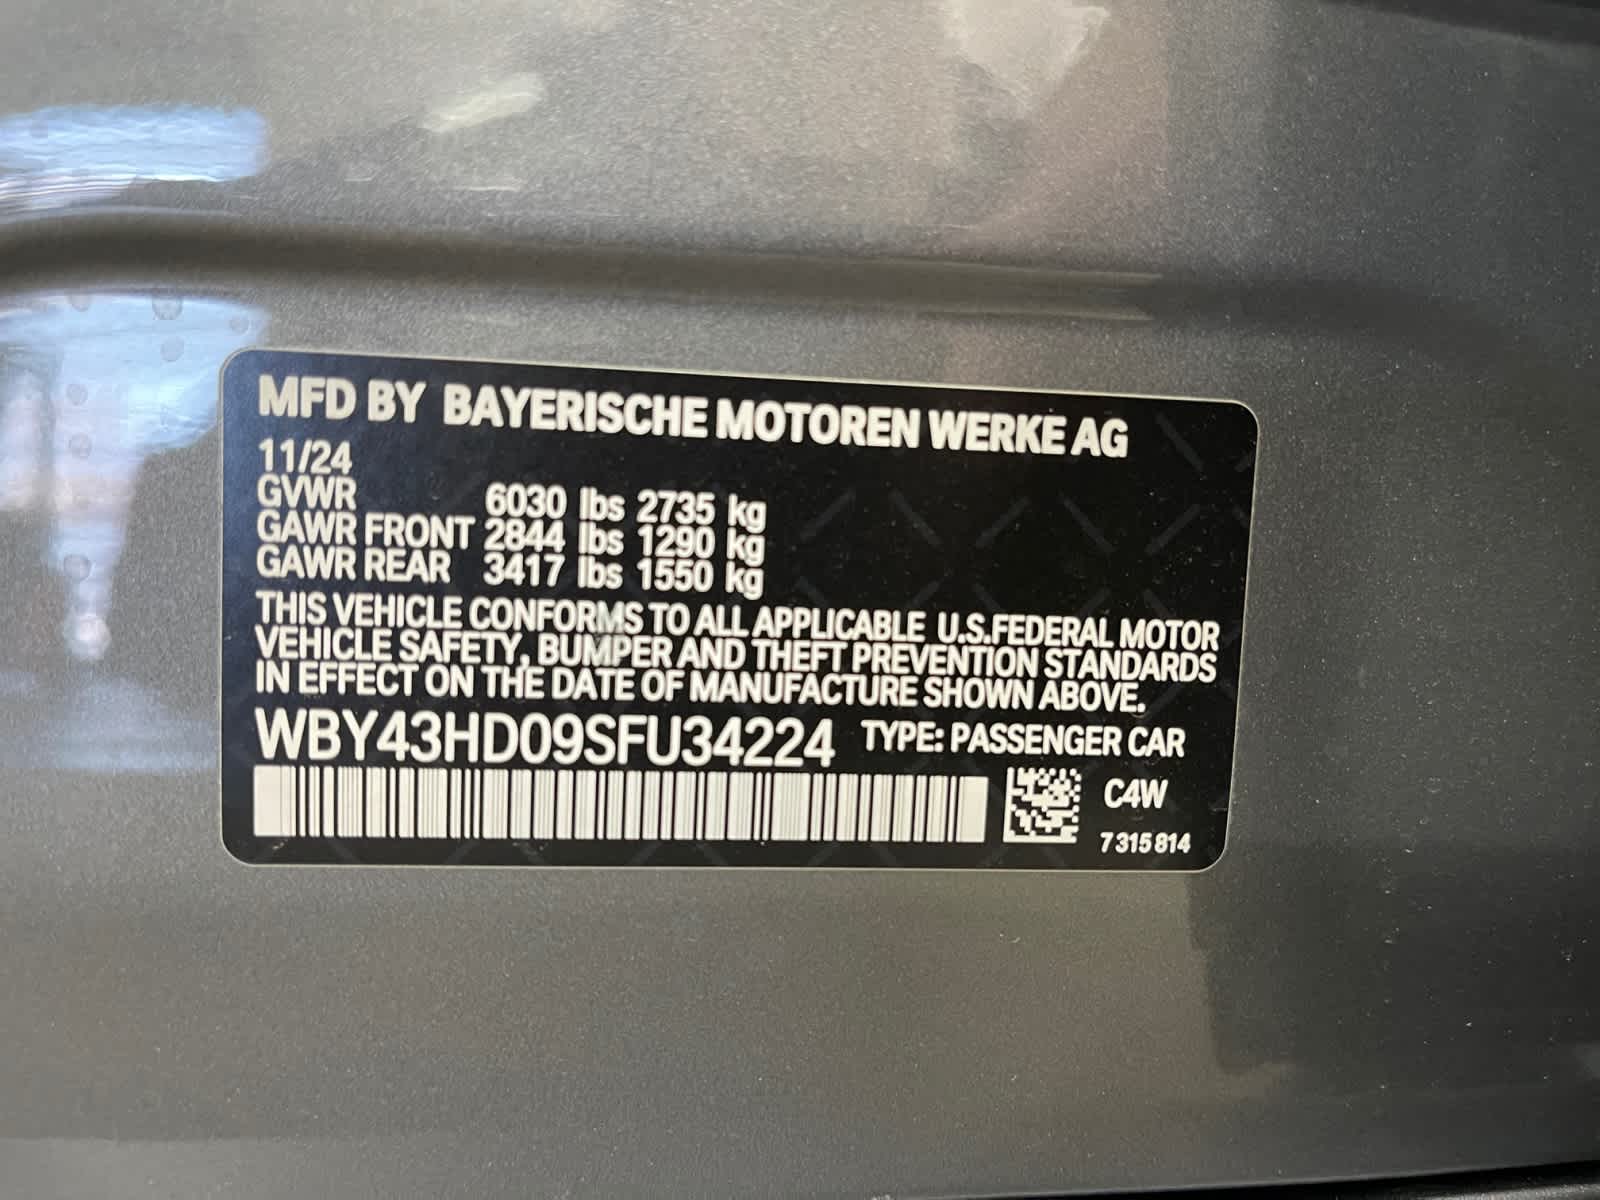 MFD BY BAYERISCHE MOTOREN WERKE AG
11/24
GVWR 6030 lbs 2735 kg
GAWR FRONT 2844 lbs 1290 kg
GAWR REAR 3417 lbs 1550 kg
THIS VEHICLE CONFORMS TO ALL APPLICABLE U.S.FEDERAL MOTOR
VEHICLE SAFETY, BUMPER AND THEFT PREVENTION STANDARDS
IN EFFECT ON THE DATE OF MANUFACTURE SHOWN ABOVE.
WBY43HD09SFU34224 TYPE: PASSENGER CAR
C4W
7 315 814